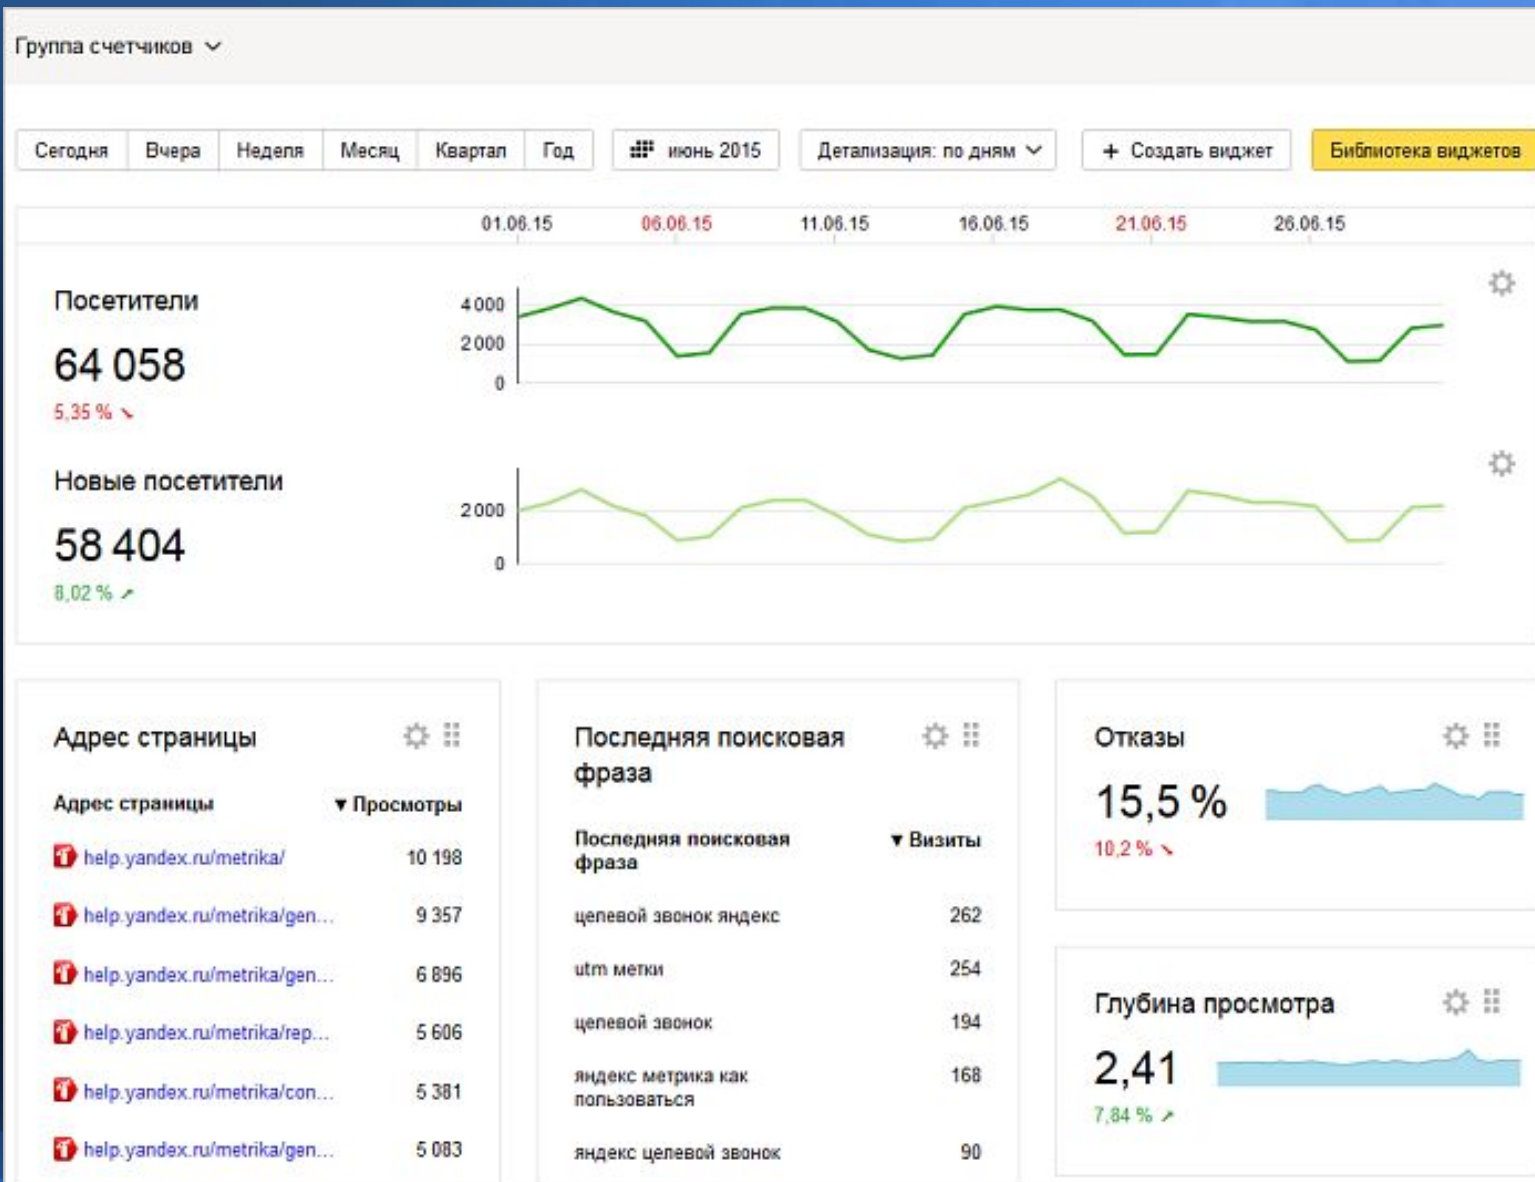 Группа счетчиков
Сегодня Вчера Неделя Месяц Квартал Год июнь 2015 Детализация: по дням + Создать виджет Библиотека виджетов
01.06.15 06.06.15 11.06.15 16.06.15 21.06.15 26.06.15
Посетители
64 058
5,35 %
4 000
2 000
0
Новые посетители
58 404
8,02 %
2 000
0
Адрес страницы
Адрес страницы ▼ Просмотры
help.yandex.ru/metrika/ 10 198
help.yandex.ru/metrika/gen... 9 357
help.yandex.ru/metrika/gen... 6 896
help.yandex.ru/metrika/rep... 5 606
help.yandex.ru/metrika/con... 5 381
help.yandex.ru/metrika/gen... 5 083
Последняя поисковая
фраза
Последняя поисковая ▼ Визиты
фраза
целевой звонок яндекс 262
utm метки 254
целевой звонок 194
яндекс метрика как 168
пользоваться
яндекс целевой звонок 90
Отказы
15,5 %
10,2 %
Глубина просмотра
2,41
7,84 %